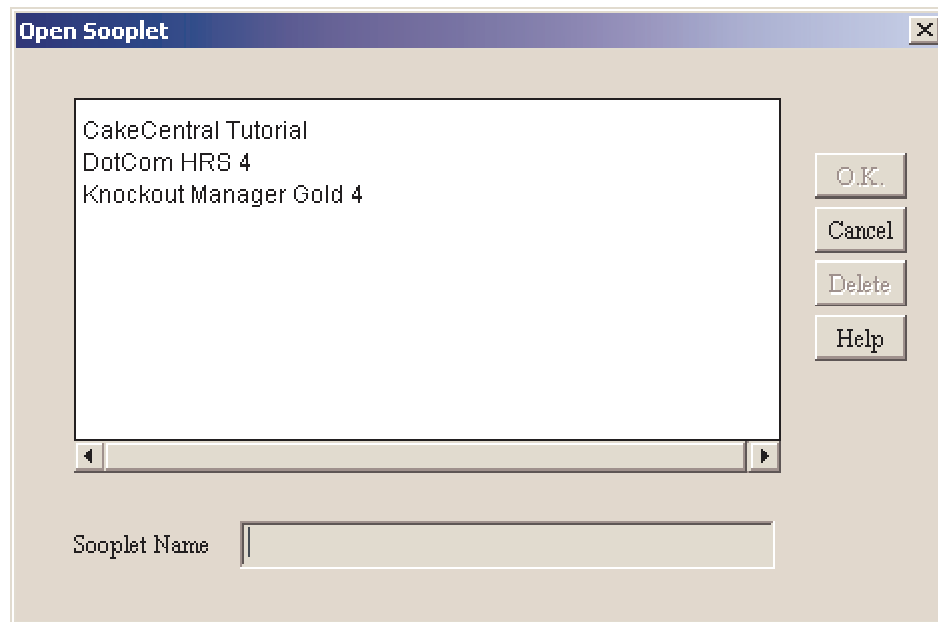 Open Sooplet
CakeCentral Tutorial
DotCom HRS 4
Knockout Manager Gold 4
O.K.
Cancel
Delete
Help
Sooplet Name